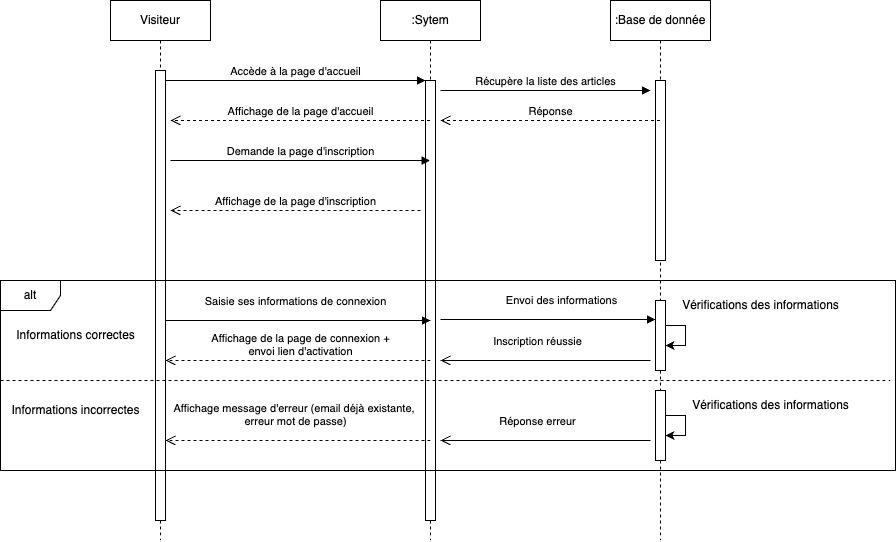 Visiteur
:Sytem
:Base de donnée
Accède à la page d'accueil
Récupère la liste des articles
Affichage de la page d'accueil
Réponse
Demande la page d'inscription
Affichage de la page d'inscription
alt
Saisie ses informations de connexion
Envoi des informations
Vérifications des informations
Informations correctes
Affichage de la page de connexion +
envoi lien d'activation
Inscription réussie
Informations incorrectes
Affichage message d'erreur (email déjà existante,
erreur mot de passe)
Réponse erreur
Vérifications des informations